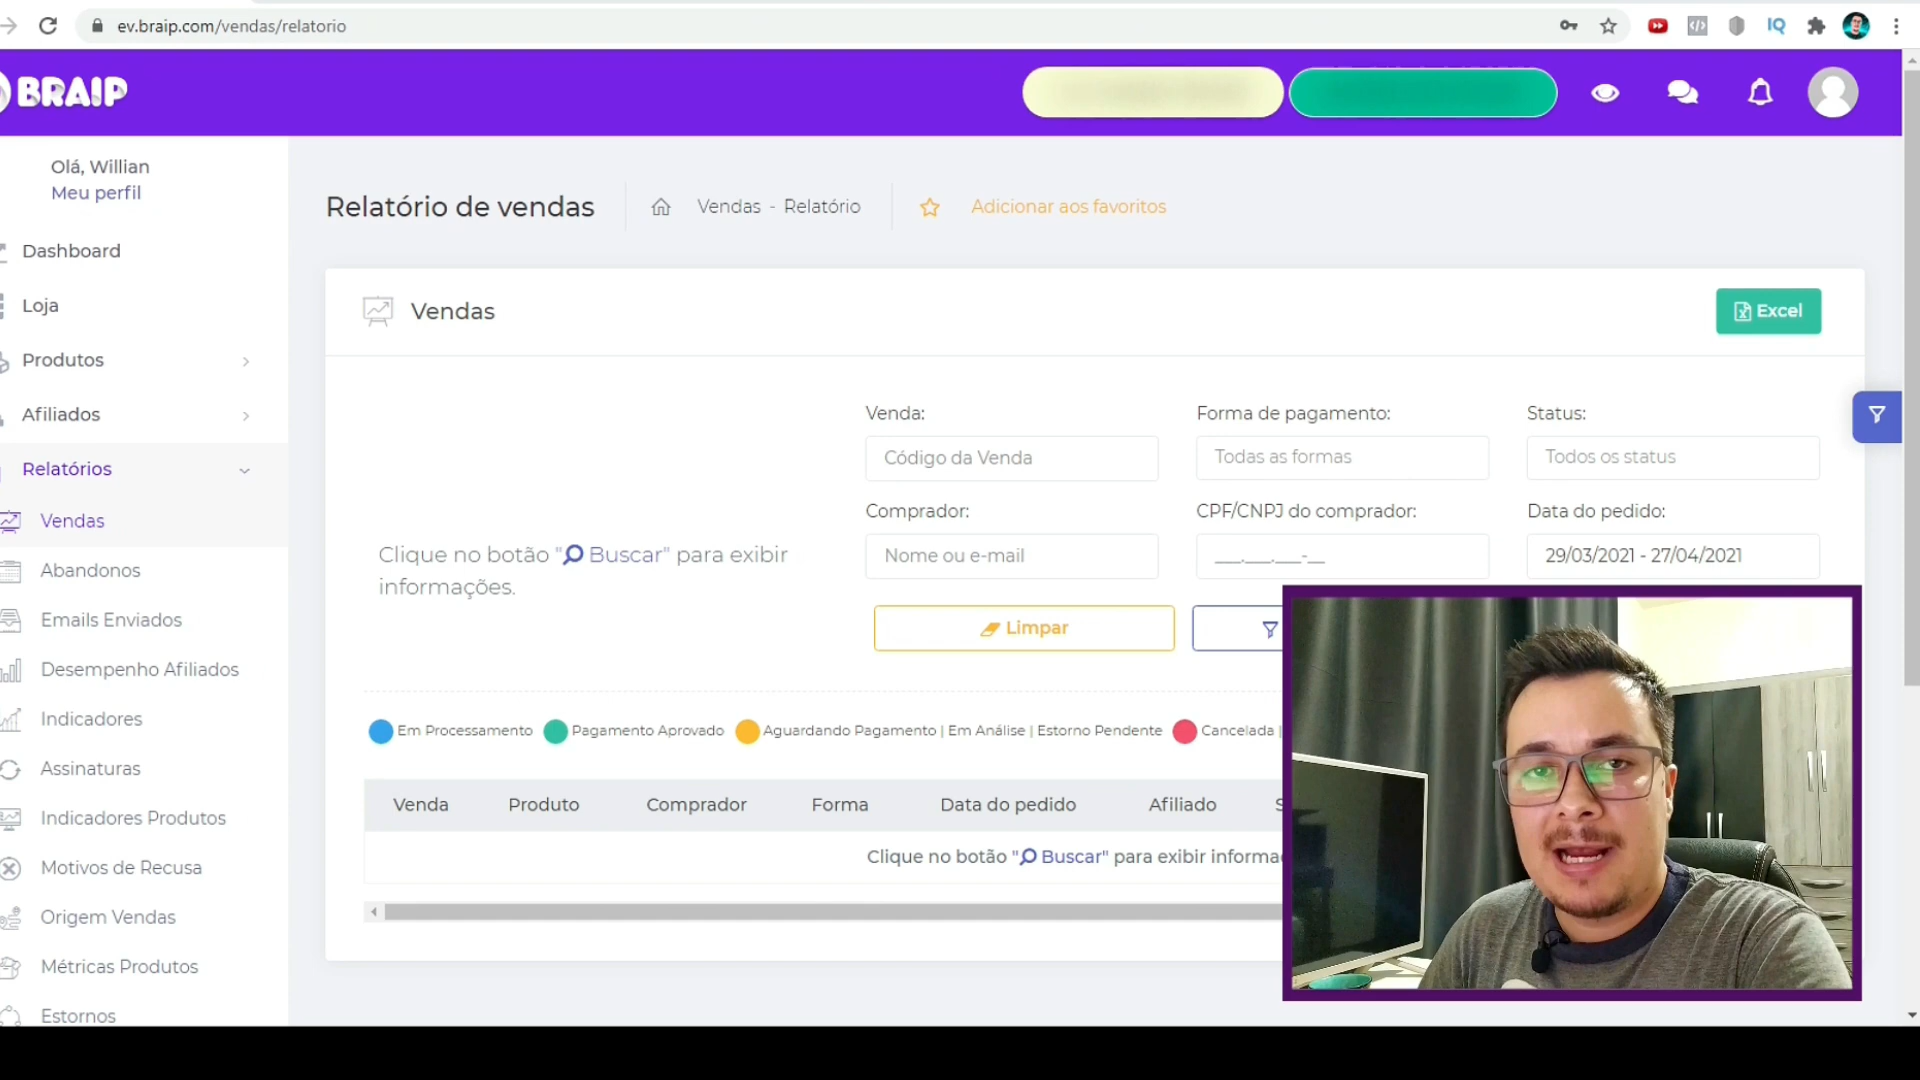 ev.braip.com/vendas/relatorio
IQ
BRAIP
Olá, Willian
Meu perfil
Dashboard
Loja
Produtos
Afiliados
Relatórios
Vendas
Abandonos
Emails Enviados
Desempenho Afiliados
Indicadores
Assinaturas
Indicadores Produtos
Motivos de Recusa
Origem Vendas
Métricas Produtos
Estornos
Relatório de vendas
Vendas - Relatório
Adicionar aos favoritos
Vendas
Excel
Venda:
Forma de pagamento:
Status:
Código da Venda
Todas as formas
Todos os status
Comprador:
CPF/CNPJ do comprador:
Data do pedido:
Nome ou e-mail
___.___.___-__
29/03/2021 - 27/04/2021
Clique no botão "Buscar" para exibir
informações.
Limpar
Em Processamento
Pagamento Aprovado
Aguardando Pagamento | Em Análise | Estorno Pendente
Cancelada |
Venda Produto Comprador Forma Data do pedido Afiliado
Clique no botão "Buscar" para exibir